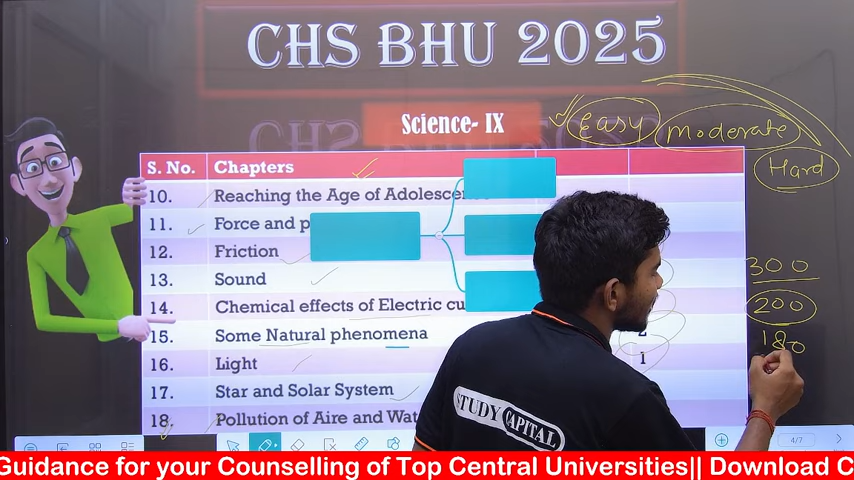 CHS BHU 2025
Science- IX
Easy Moderate
Hard
S. No. Chapters
10. Reaching the Age of
11. Force and
12. Friction
13. Sound
14. Chemical effects of Electric
15. Some Natural phenomena
16. Light 1
17. Star and Solar System
18. Pollution of Aire and
300
200
180
STUDY CAPITAL
4/7
Guidance for your Counselling of Top Central Universities|| Download